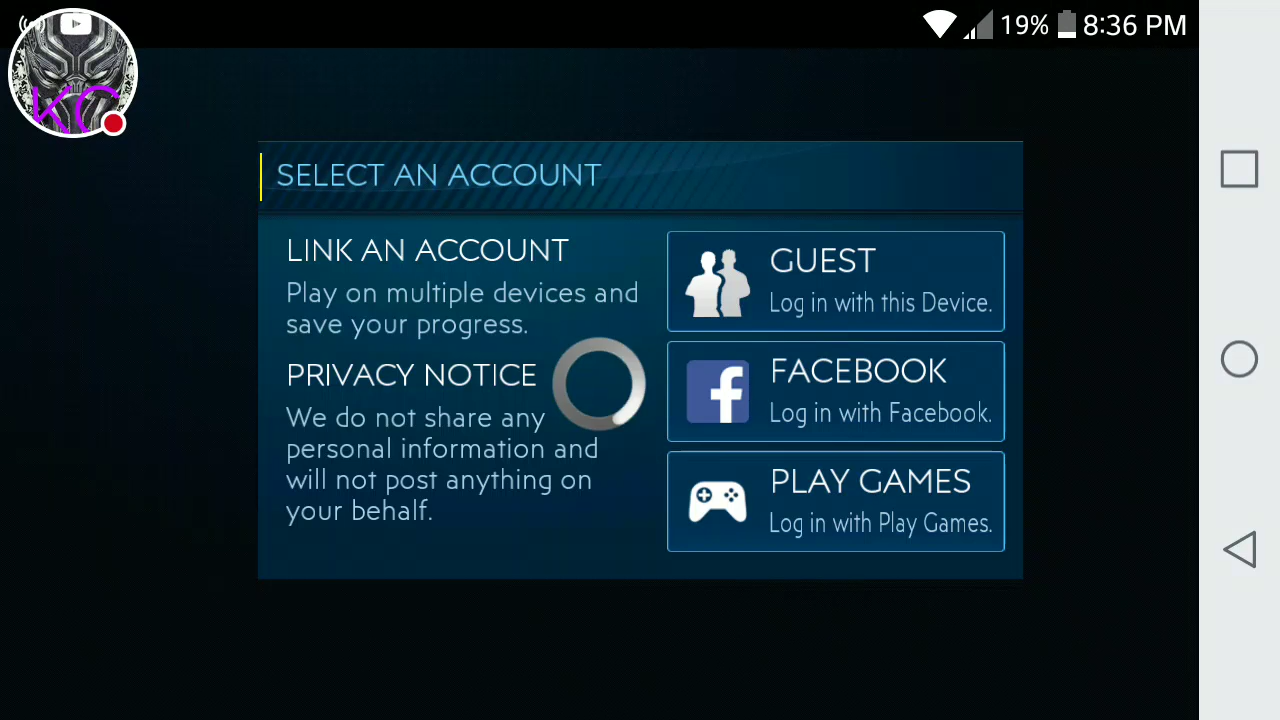 19% 8:36 PM
KC
SELECT AN ACCOUNT
LINK AN ACCOUNT
Play on multiple devices and
save your progress.
PRIVACY NOTICE
We do not share any
personal information and
will not post anything on
your behalf.
GUEST
Log in with this Device.
FACEBOOK
Log in with Facebook.
PLAY GAMES
Log in with Play Games.